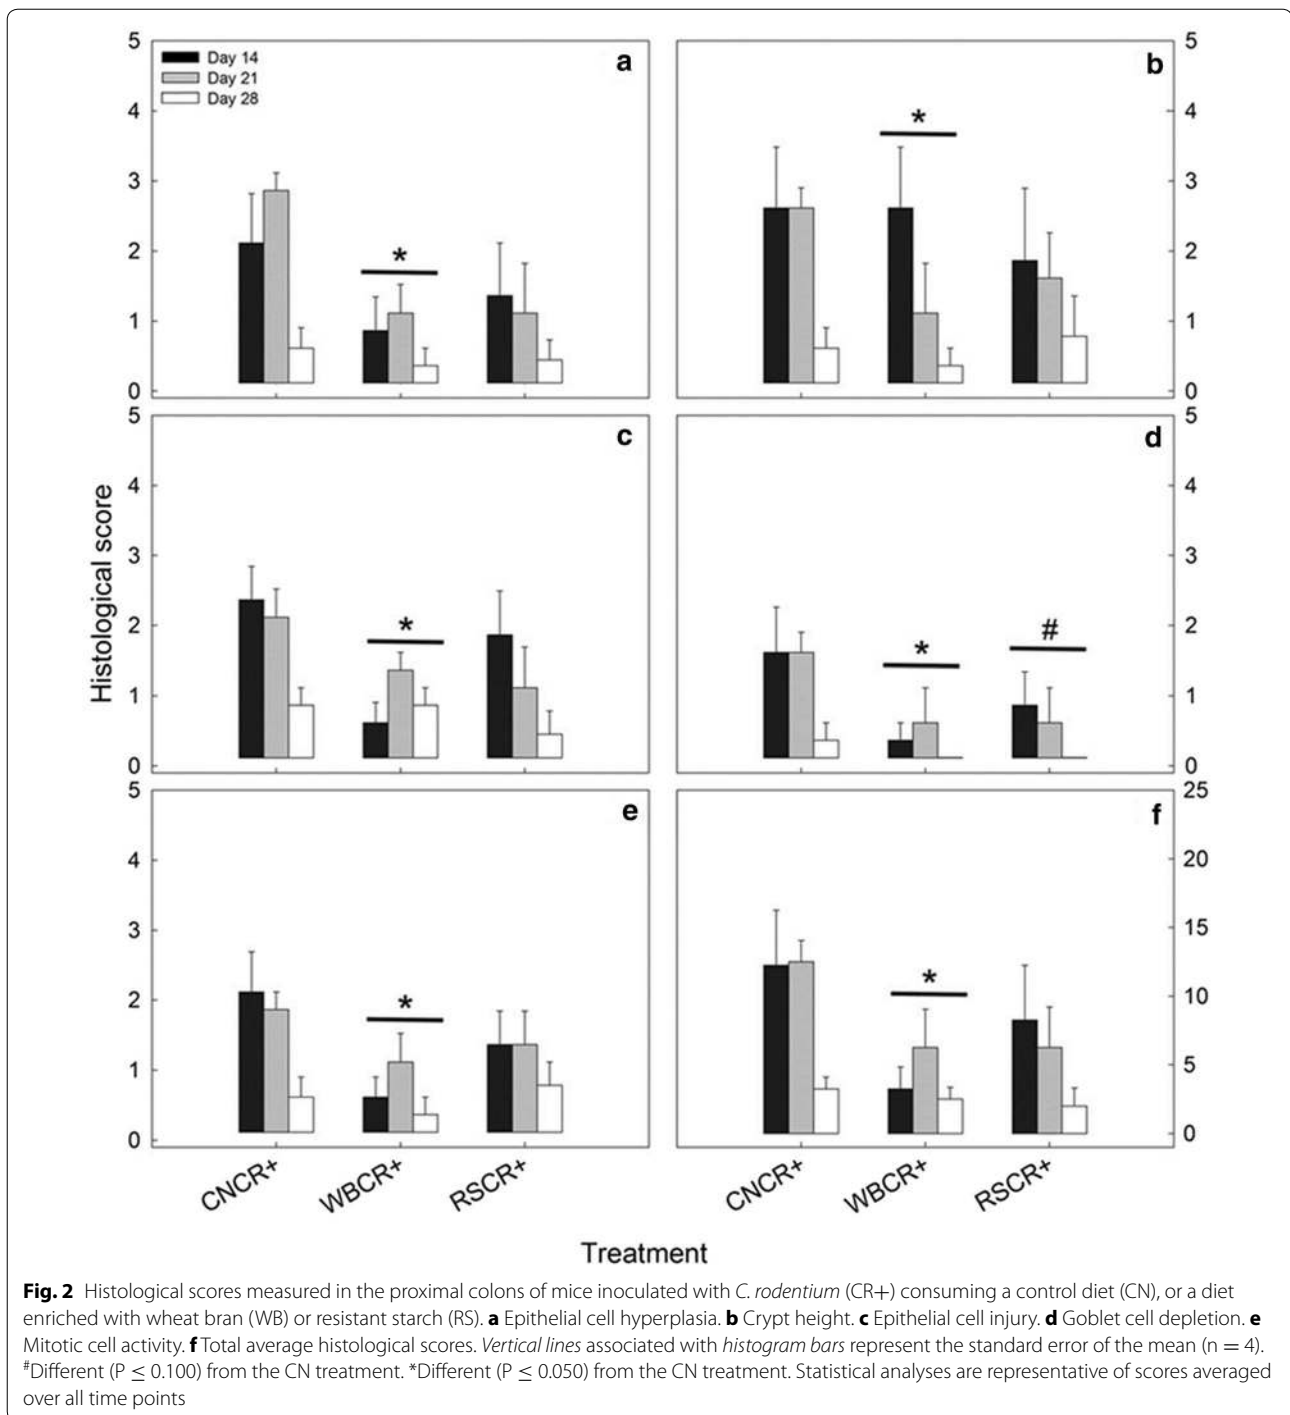 5
4
3
2
1
0
Day 14
Day 21
Day 28
a
*
b
*
5
4
3
2
1
0
5
4
3
2
1
0
c
*
d
*
#
5
4
3
2
1
0
Histological score
5
4
3
2
1
0
e
*
f
*
25
20
15
10
5
0
CNCR+
WBCR+
RSCR+
CNCR+
WBCR+
RSCR+
Treatment
Fig. 2 Histological scores measured in the proximal colons of mice inoculated with C. rodentium (CR+) consuming a control diet (CN), or a diet
enriched with wheat bran (WB) or resistant starch (RS). a Epithelial cell hyperplasia. b Crypt height. c Epithelial cell injury. d Goblet cell depletion. e
Mitotic cell activity. f Total average histological scores. Vertical lines associated with histogram bars represent the standard error of the mean (n = 4).
#Different (P ≤ 0.100) from the CN treatment. *Different (P ≤ 0.050) from the CN treatment. Statistical analyses are representative of scores averaged
over all time points